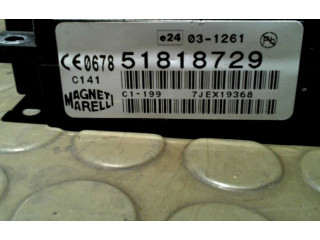 e24 03-1261
CE0678 51818729
C141
MAGNETI
MARELLI
C1-199 7JEX19368